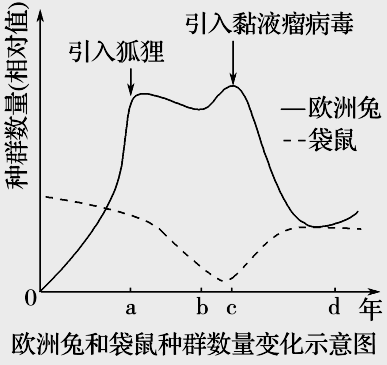 引入黏液瘤病毒
引入狐狸
种群数量(相对值)
欧洲兔
袋鼠
0
a
b
c
d
年
欧洲兔和袋鼠种群数量变化示意图